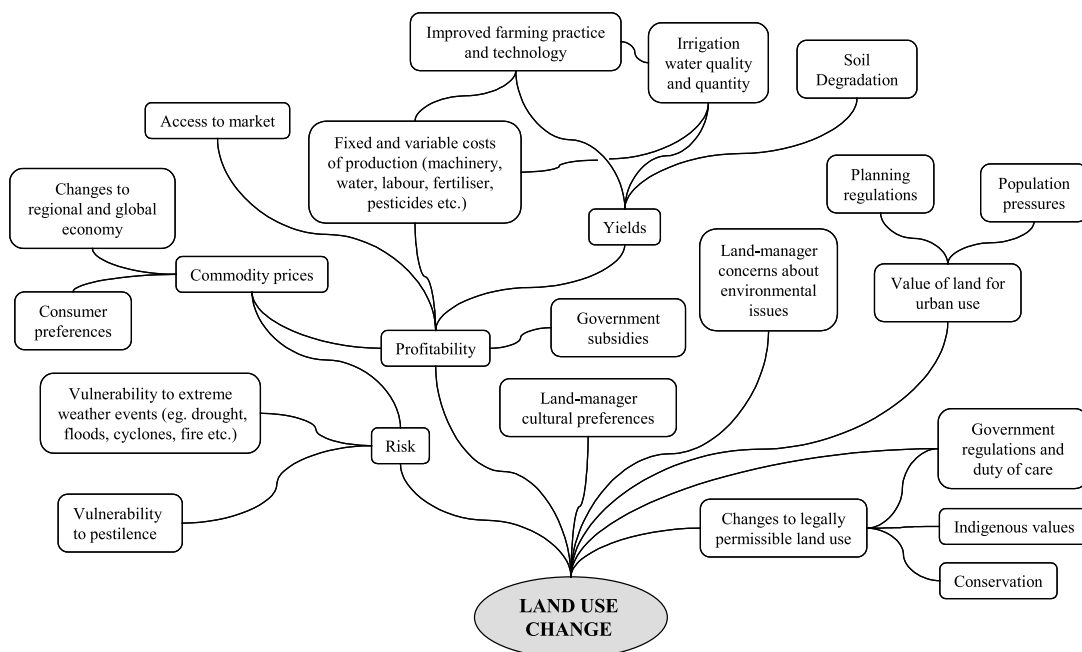 Improved farming practice
and technology
Irrigation
water quality
and quantity
Soil
Degradation
Access to market
Fixed and variable costs
of production (machinery,
water, labour, fertiliser,
pesticides etc.)
Planning
regulations
Population
pressures
Changes to
regional and global
economy
Yields
Land-manager
concerns about
environmental
issues
Commodity prices
Value of land for
urban use
Consumer
preferences
Government
subsidies
Profitability
Vulnerability to extreme
weather events (eg. drought,
floods, cyclones, fire etc.)
Land-manager
cultural preferences
Risk
Government
regulations and
duty of care
Vulnerability
to pestilence
Changes to legally
permissible land use
Indigenous values
Conservation
LAND USE
CHANGE